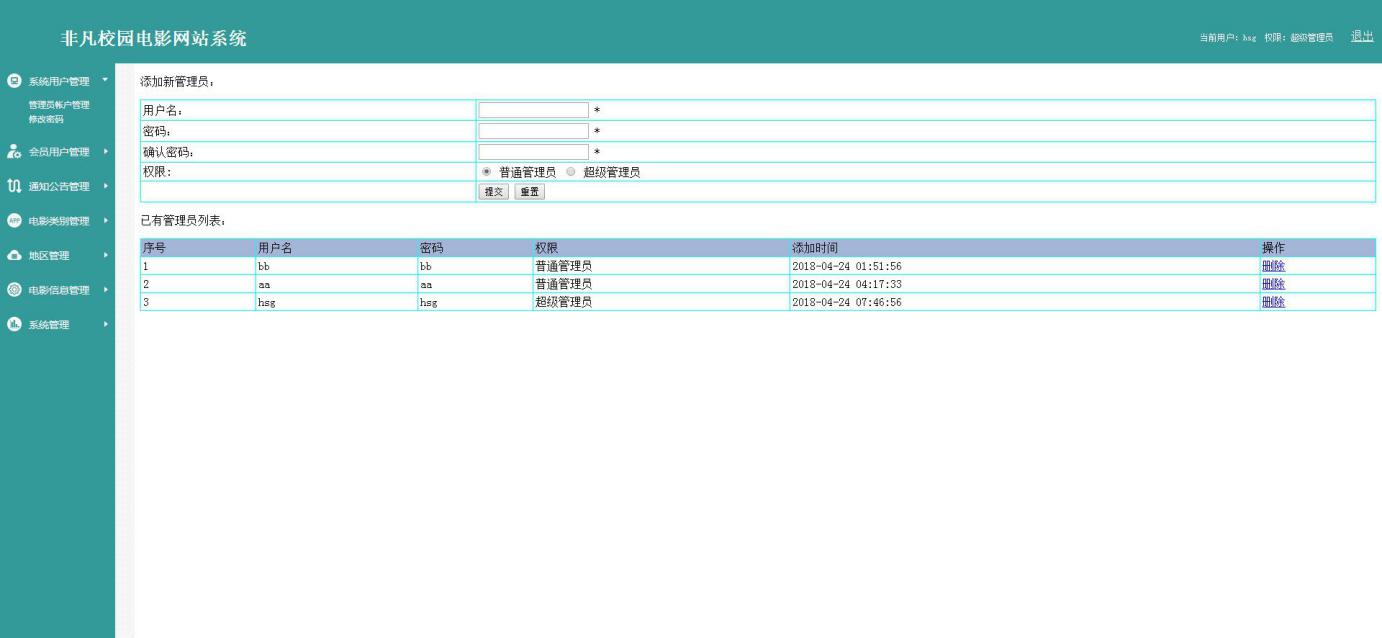 非凡校园电影网站系统
当前用户：hsg 权限：超级管理员 退出
系统用户管理
管理员帐户管理
修改密码
会员用户管理
通知公告管理
APP 电影类别管理
地区管理
电影信息管理
系统管理
添加新管理员：
用户名： *
密码： *
确认密码： *
权限： 普通管理员 超级管理员
提交 重置
已有管理员列表：
序号 用户名 密码 权限 添加时间 操作
1 bb bb 普通管理员 2018-04-24 01:51:56 删除
2 aa aa 普通管理员 2018-04-24 04:17:33 删除
3 hsg hsg 超级管理员 2018-04-24 07:46:56 删除